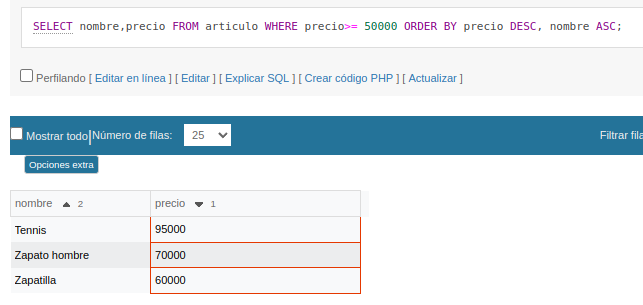 SELECT nombre,precio FROM articulo WHERE precio>= 50000 ORDER BY precio DESC, nombre ASC;
Perfilando [ Editar en línea ] [ Editar ] [ Explicar SQL ] [ Crear código PHP ] [ Actualizar ]
Mostrar todo Número de filas: 25 Filtrar fila
Opciones extra
nombre 2 precio 1
Tennis 95000
Zapato hombre 70000
Zapatilla 60000